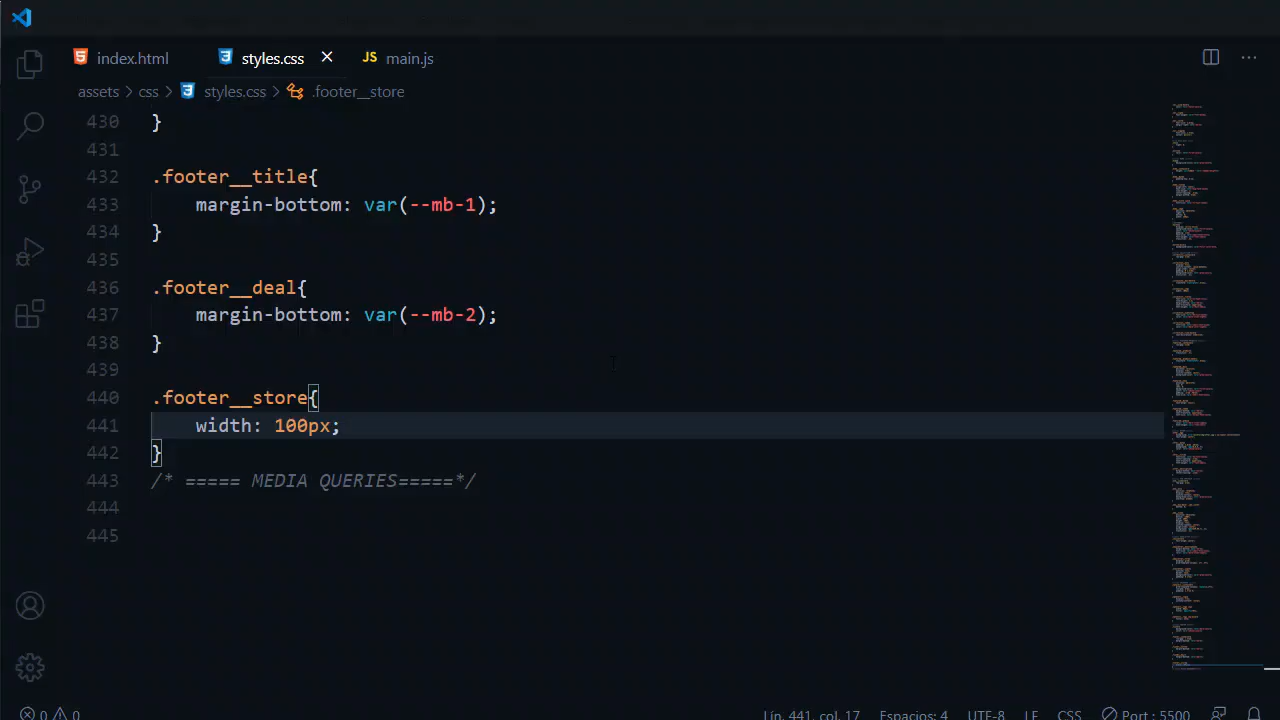 index.html styles.css × JS main.js ···
assets > css > styles.css > .footer__store
430 }
431
432 .footer__title{
433 margin-bottom: var(--mb-1);
434 }
435
436 .footer__deal{
437 margin-bottom: var(--mb-2);
438 }
439
440 .footer__store{
441 width: 100px;
442 }
443 /* ===== MEDIA QUERIES=====*/
444
445
0 0 Lín. 441, col. 17 Espacios: 4 UTF-8 LF CSS Port : 5500